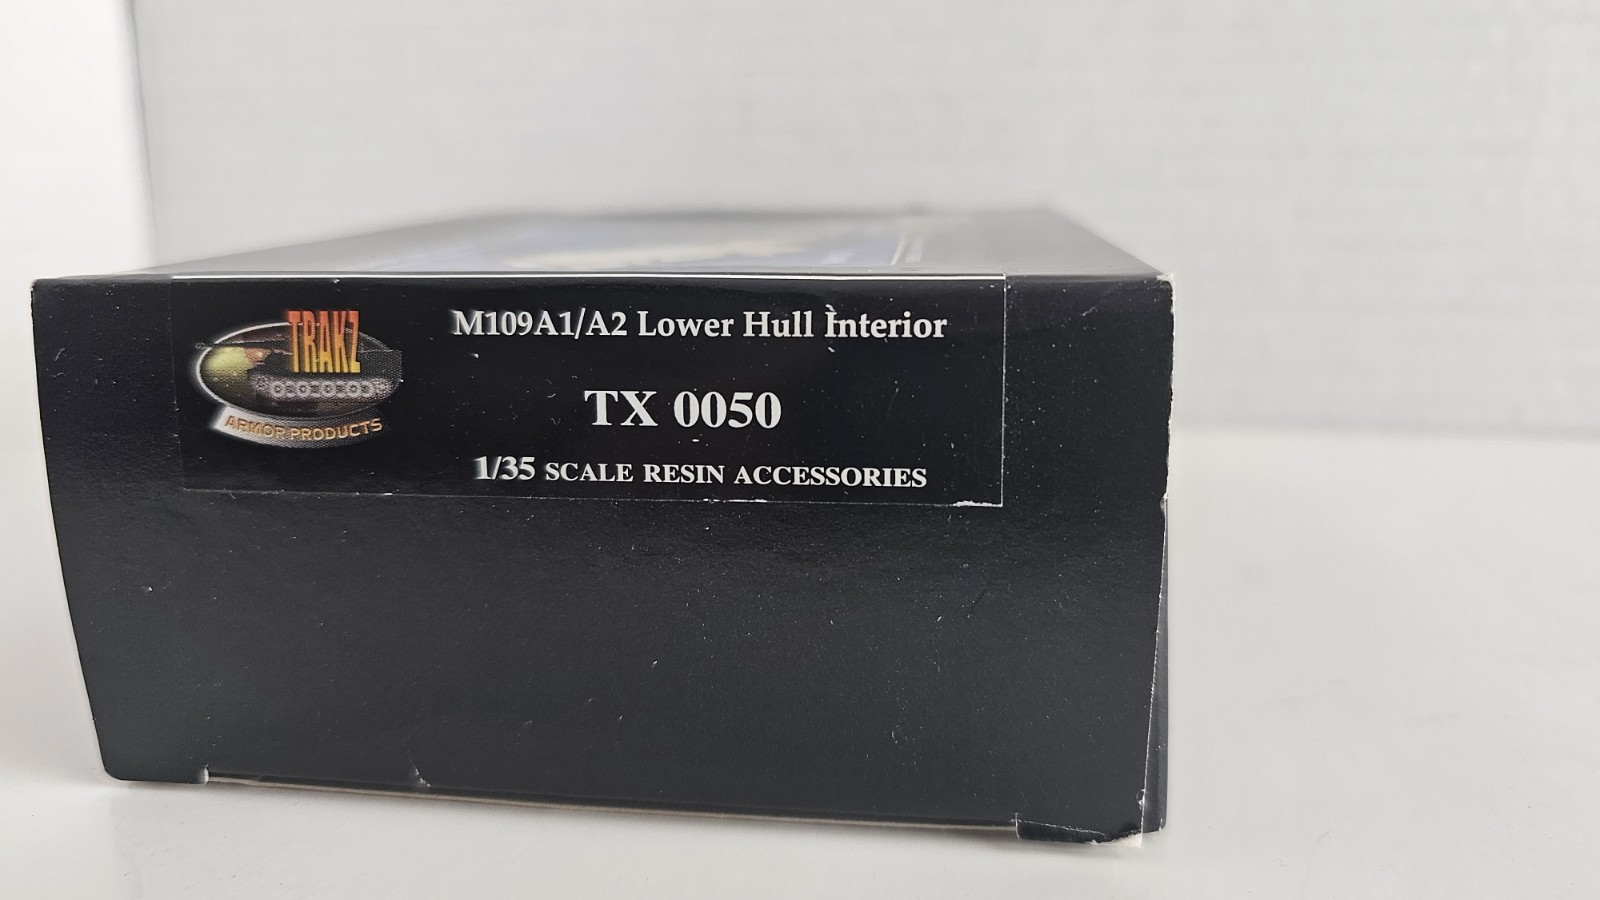 TRAKZ
ARMOR PRODUCTS
M109A1/A2 Lower Hull Interior
TX 0050
1/35 SCALE RESIN ACCESSORIES